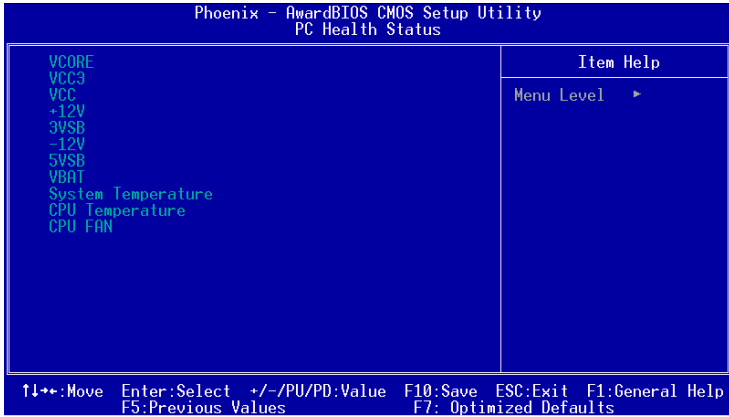 Phoenix - AwardBIOS CMOS Setup Utility
PC Health Status
VCORE
VCC3
VCC
+12V
3VSB
-12V
5VSB
VBAT
System Temperature
CPU Temperature
CPU FAN
Item Help
Menu Level ►
↑↓→←:Move Enter:Select +/-/PU/PD:Value F10:Save ESC:Exit F1:General Help
F5:Previous Values F7: Optimized Defaults